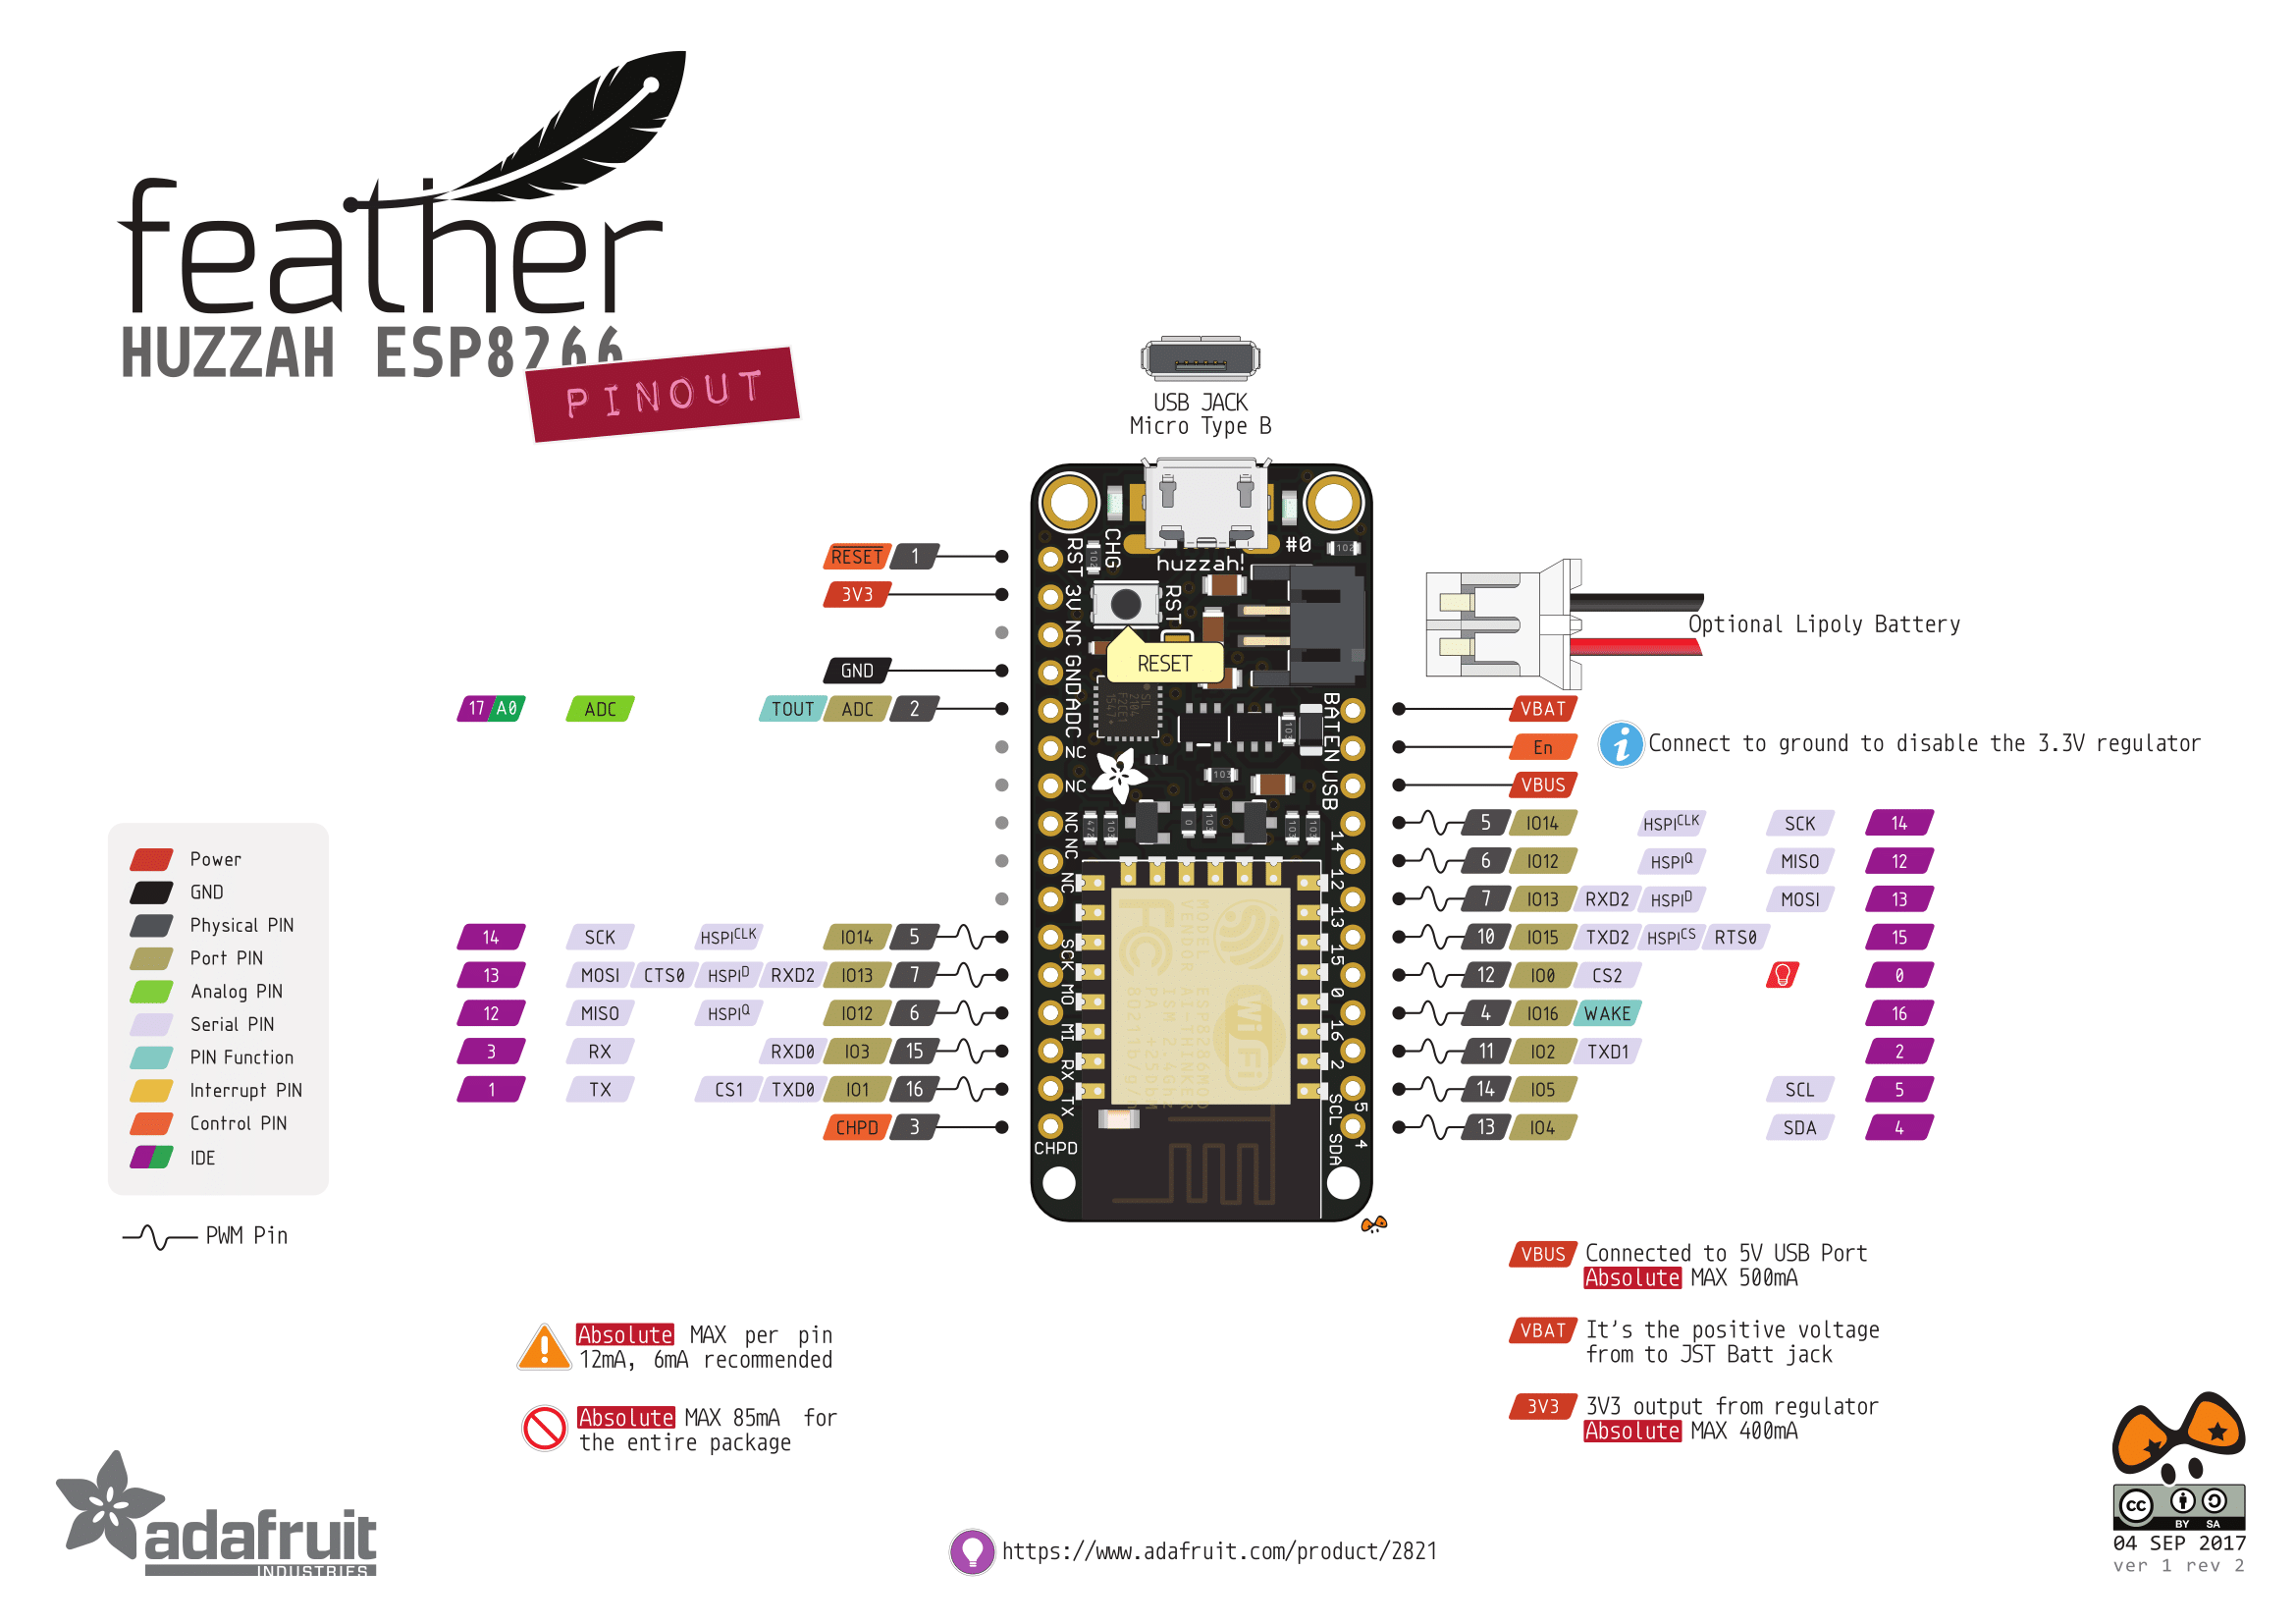 feather
HUZZAH ESP8266
PINOUT
USB JACK
Micro Type B
CHG
#0
huzzah!
RST
RESET
102
RST
3V
NC
GND
ADC
NC
NC
NC
NC
NC
SCK
MO
MI
RX
TX
CHPD
BAT
EN
USB
14
12
13
15
0
16
2
SCL 5
SDA 4
RESET 1
3V3
GND
17 A0 ADC TOUT ADC 2
14 SCK HSPICLK IO14 5
13 MOSI CTS0 HSPID RXD2 IO13 7
12 MISO HSPIQ IO12 6
3 RX RXD0 IO3 15
1 TX CS1 TXD0 IO1 16
CHPD 3
Optional Lipoly Battery
VBAT
En Connect to ground to disable the 3.3V regulator
VBUS
5 IO14 HSPICLK SCK 14
6 IO12 HSPIQ MISO 12
7 IO13 RXD2 HSPID MOSI 13
10 IO15 TXD2 HSPICS RTS0 15
12 IO0 CS2 0
4 IO16 WAKE 16
11 IO2 TXD1 2
14 IO5 SCL 5
13 IO4 SDA 4
FCC
WiFi
Power
GND
Physical PIN
Port PIN
Analog PIN
Serial PIN
PIN Function
Interrupt PIN
Control PIN
IDE
PWM Pin
VBUS Connected to 5V USB Port
Absolute MAX 500mA
VBAT It's the positive voltage
from to JST Batt jack
3V3 3V3 output from regulator
Absolute MAX 400mA
Absolute MAX per pin
12mA, 6mA recommended
Absolute MAX 85mA for
the entire package
adafruit
INDUSTRIES
https://www.adafruit.com/product/2821
cc
BY SA
04 SEP 2017
ver 1 rev 2